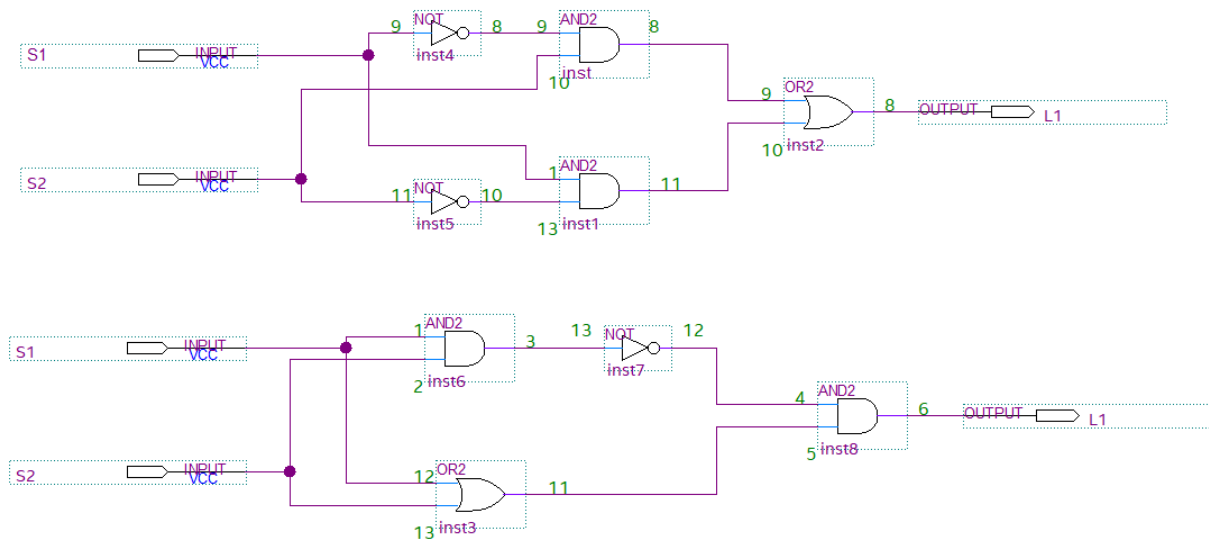 NOT
AND2
9
8
9
8
S1
INPUT
VCC
inst4
inst
10
OR2
9
8
OUTPUT
L1
inst2
10
S2
INPUT
VCC
NOT
11
10
inst5
AND2
1
11
inst1
13
AND2
1
3
inst6
2
13
NOT
12
inst7
S1
INPUT
VCC
AND2
4
6
OUTPUT
L1
inst8
5
S2
INPUT
VCC
OR2
12
11
inst3
13